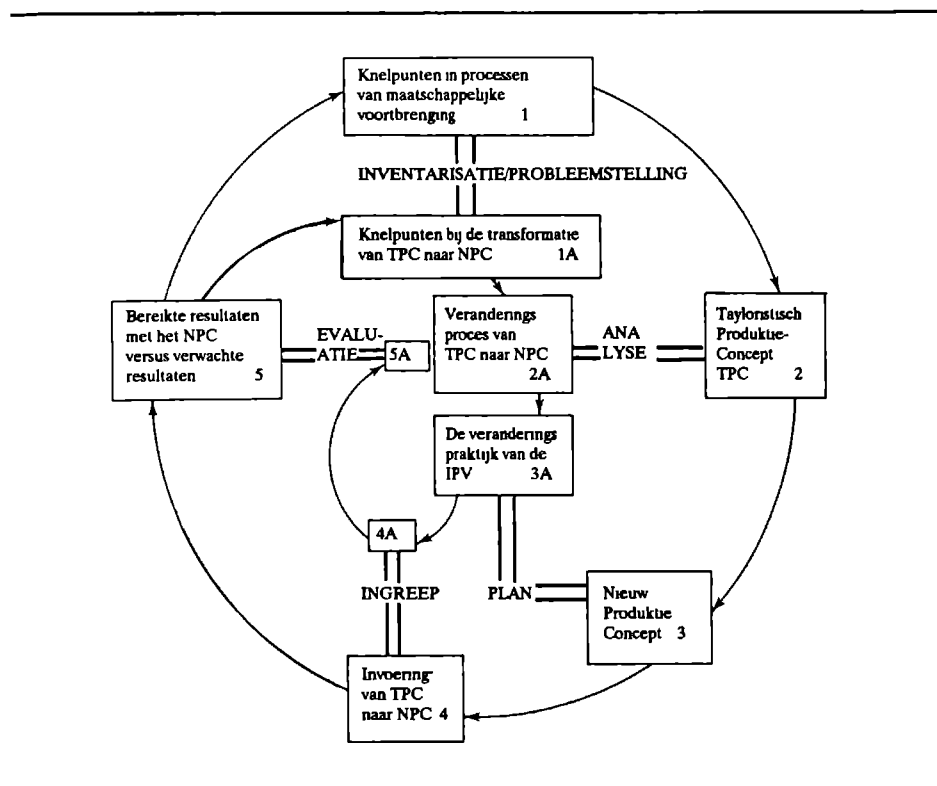 Knelpunten in processen
van maatschappelijke
voortbrenging 1
INVENTARISATIE/PROBLEEMSTELLING
Knelpunten bij de transformatie
van TPC naar NPC 1A
Bereikte resultaten
met het NPC
versus verwachte
resultaten 5
EVALU-
ATIE
5A
Veranderings
proces van
TPC naar NPC
2A
ANA
LYSE
Tayloristisch
Produktie-
Concept
TPC 2
De veranderings
praktijk van de
IPV 3A
4A
INGREEP
PLAN
Nieuw
Produktie
Concept 3
Invoering
van TPC
naar NPC 4